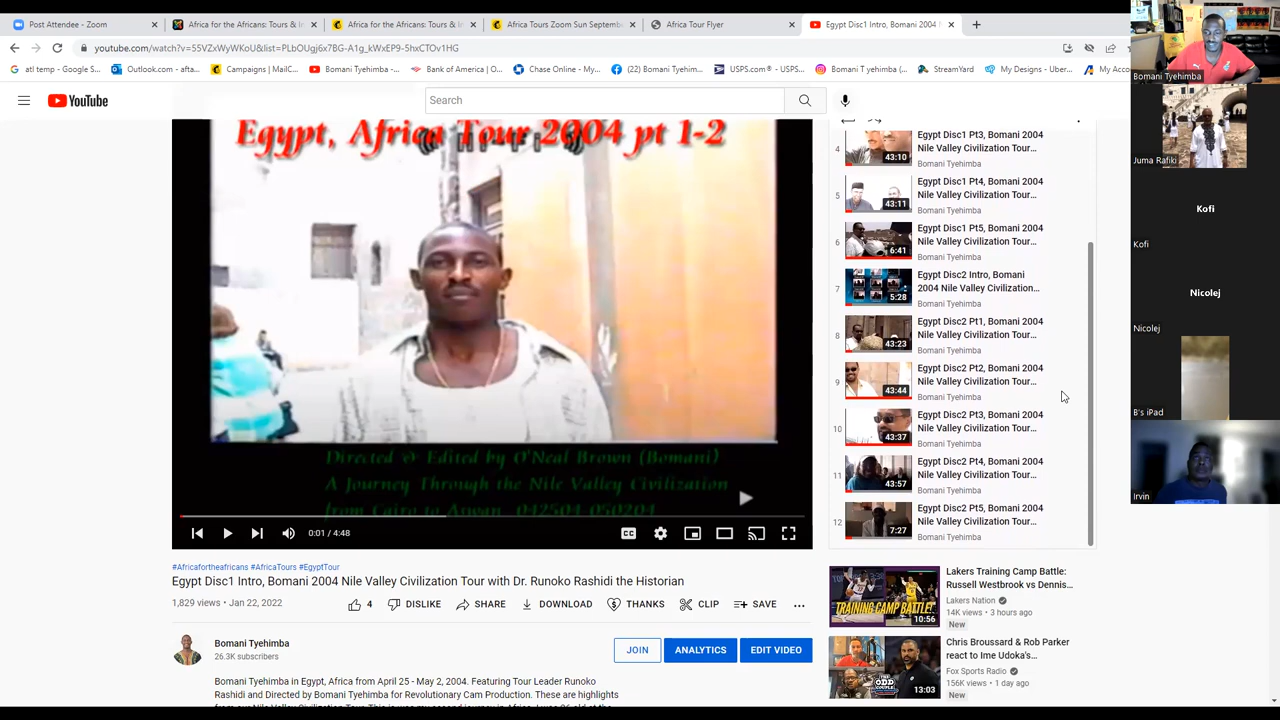 Post Attendee - Zoom
Africa for the Africans: Tours & I
Africa for the Africans: Tours & E
Africa Tours Zoom Sun Septemb
Africa Tour Flyer
Egypt Disc1 Intro, Bomani 2004 N
youtube.com/watch?v=55VZxWyWKoU&list=PLbOUgj6x7BG-A1g_kWxEP9-5hxCTOv1HG
atl temp - Google S...
Outlook.com - afta...
Campaigns | MailC...
Bomani Tyehimba -...
Bank of America | O...
Chase Online - My...
(22) Bomani Tyehim...
USPS.com® - USPS...
Bomani T yehimba (...
StreamYard
My Designs - Uber...
My Acco
YouTube
Search
Egypt, Africa Tour 2004 pt 1-2
Directed & Edited by O'Neal Brown (Bomani)
A Journey Through the Nile Valley Civilization
from Cairo to Aswan 042504-050204
0:01 / 4:48
CC
#Africafortheafricans #AfricaTours #EgyptTour
Egypt Disc1 Intro, Bomani 2004 Nile Valley Civilization Tour with Dr. Runoko Rashidi the Historian
1,829 views • Jan 22, 2022
4
DISLIKE
SHARE
DOWNLOAD
THANKS
CLIP
SAVE
Bomani Tyehimba
26.3K subscribers
JOIN
ANALYTICS
EDIT VIDEO
Bomani Tyehimba in Egypt, Africa from April 25 - May 2, 2004. Featuring Tour Leader Runoko
Rashidi and Directed by Bomani Tyehimba for Revolutionary Cam Production. These are highlights
4
43:10
Egypt Disc1 Pt3, Bomani 2004
Nile Valley Civilization Tour...
Bomani Tyehimba
5
43:11
Egypt Disc1 Pt4, Bomani 2004
Nile Valley Civilization Tour...
Bomani Tyehimba
6
6:41
Egypt Disc1 Pt5, Bomani 2004
Nile Valley Civilization Tour...
Bomani Tyehimba
7
5:28
Egypt Disc2 Intro, Bomani
2004 Nile Valley Civilization...
Bomani Tyehimba
8
43:23
Egypt Disc2 Pt1, Bomani 2004
Nile Valley Civilization Tour...
Bomani Tyehimba
9
43:44
Egypt Disc2 Pt2, Bomani 2004
Nile Valley Civilization Tour...
Bomani Tyehimba
10
43:37
Egypt Disc2 Pt3, Bomani 2004
Nile Valley Civilization Tour...
Bomani Tyehimba
11
43:57
Egypt Disc2 Pt4, Bomani 2004
Nile Valley Civilization Tour...
Bomani Tyehimba
12
7:27
Egypt Disc2 Pt5, Bomani 2004
Nile Valley Civilization Tour...
Bomani Tyehimba
TRAINING CAMP BATTLE!
10:56
Lakers Training Camp Battle:
Russell Westbrook vs Dennis...
Lakers Nation
14K views • 3 hours ago
New
THE ODD COUPLE
13:03
Chris Broussard & Rob Parker
react to Ime Udoka's...
Fox Sports Radio
156K views • 1 day ago
New
Bomani Tyehimba
Juma Rafiki
Kofi
Kofi
Nicolej
Nicolej
B's iPad
Irvin